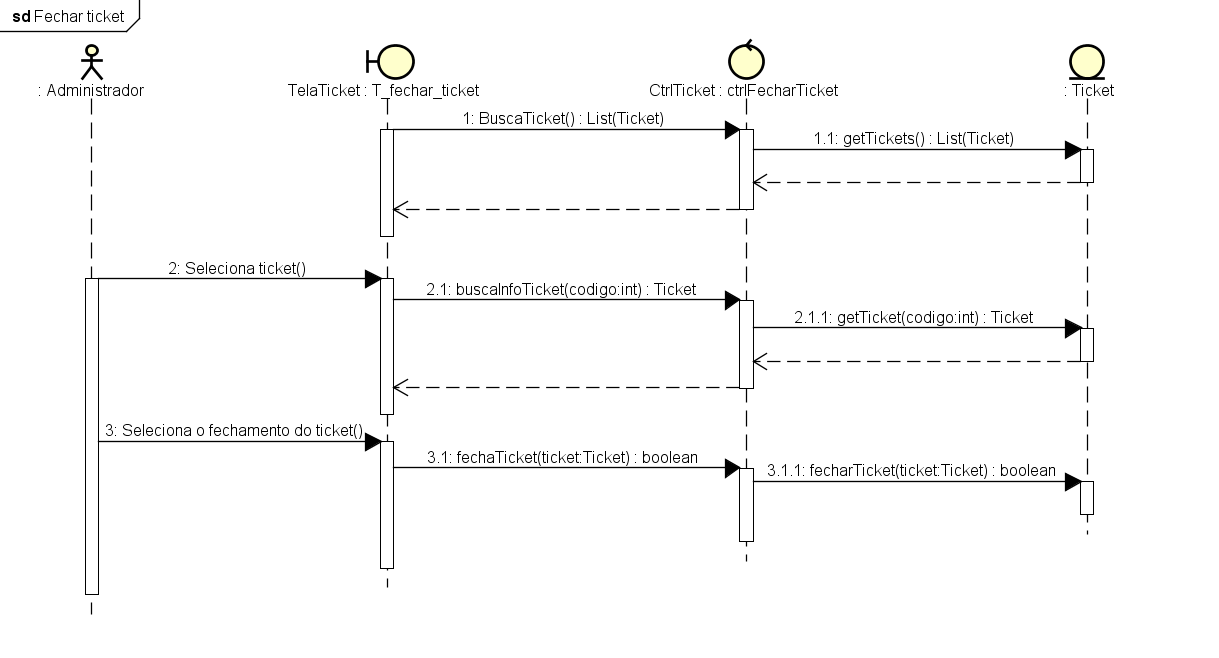 sd Fechar ticket
: Administrador
TelaTicket : T_fechar_ticket
CtrlTicket : ctrlFecharTicket
: Ticket
1: BuscaTicket() : List(Ticket)
1.1: getTickets() : List(Ticket)
2: Seleciona ticket()
2.1: buscaInfoTicket(codigo:int) : Ticket
2.1.1: getTicket(codigo:int) : Ticket
3: Seleciona o fechamento do ticket()
3.1: fechaTicket(ticket:Ticket) : boolean
3.1.1: fecharTicket(ticket:Ticket) : boolean